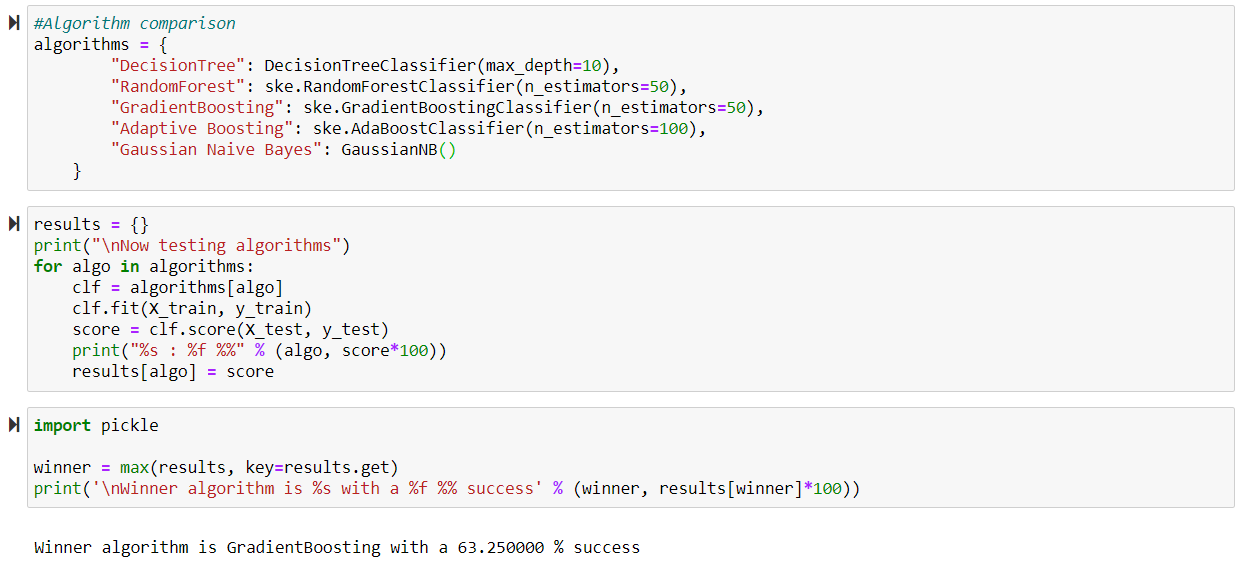 #Algorithm comparison
algorithms = {
        "DecisionTree": DecisionTreeClassifier(max_depth=10),
        "RandomForest": ske.RandomForestClassifier(n_estimators=50),
        "GradientBoosting": ske.GradientBoostingClassifier(n_estimators=50),
        "Adaptive Boosting": ske.AdaBoostClassifier(n_estimators=100),
        "Gaussian Naive Bayes": GaussianNB()
    }
results = {}
print("\nNow testing algorithms")
for algo in algorithms:
    clf = algorithms[algo]
    clf.fit(X_train, y_train)
    score = clf.score(X_test, y_test)
    print("%s : %f %%" % (algo, score*100))
    results[algo] = score
import pickle
winner = max(results, key=results.get)
print('\nWinner algorithm is %s with a %f %% success' % (winner, results[winner]*100))
Winner algorithm is GradientBoosting with a 63.250000 % success